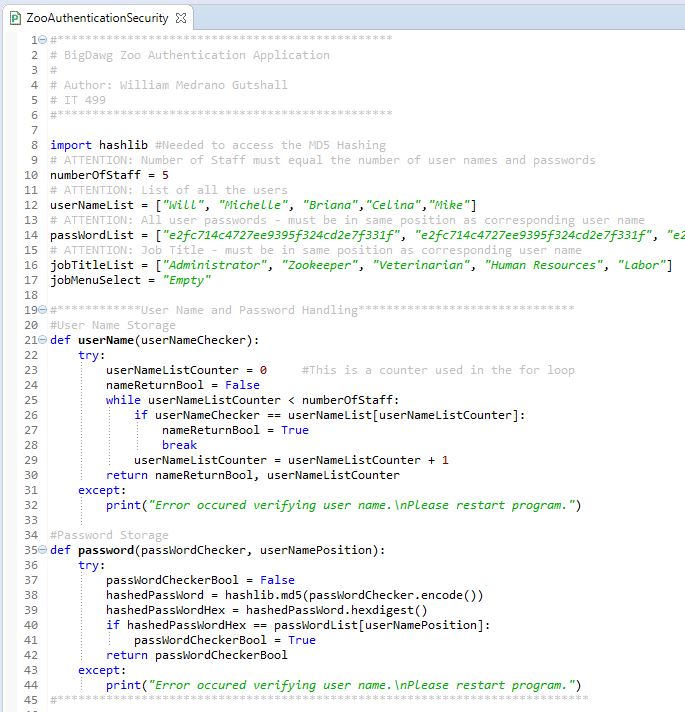 ZooAuthenticationSecurity
1 #************************************************
2 # BigDawg Zoo Authentication Application
3 #
4 # Author: William Medrano Gutshall
5 # IT 499
6 #************************************************
7
8 import hashlib #Needed to access the MD5 Hashing
9 # ATTENTION: Number of Staff must equal the number of user names and passwords
10 numberOfStaff = 5
11 # ATTENTION: List of all the users
12 userNameList = ["Will", "Michelle", "Briana","Celina","Mike"]
13 # ATTENTION: All user passwords - must be in same position as corresponding user name
14 passWordList = ["e2fc714c4727ee9395f324cd2e7f331f", "e2fc714c4727ee9395f324cd2e7f331f", "e2
15 # ATTENTION: Job Title - must be in same position as corresponding user name
16 jobTitleList = ["Administrator", "Zookeeper", "Veterinarian", "Human Resources", "Labor"]
17 jobMenuSelect = "Empty"
18
19 #************User Name and Password Handling*******************************
20 #User Name Storage
21 def userName(userNameChecker):
22     try:
23         userNameListCounter = 0     #This is a counter used in the for loop
24         nameReturnBool = False
25         while userNameListCounter < numberOfStaff:
26             if userNameChecker == userNameList[userNameListCounter]:
27                 nameReturnBool = True
28                 break
29             userNameListCounter = userNameListCounter + 1
30         return nameReturnBool, userNameListCounter
31     except:
32         print("Error occured verifying user name.\nPlease restart program.")
33
34 #Password Storage
35 def password(passWordChecker, userNamePosition):
36     try:
37         passWordCheckerBool = False
38         hashedPassWord = hashlib.md5(passWordChecker.encode())
39         hashedPassWordHex = hashedPassWord.hexdigest()
40         if hashedPassWordHex == passWordList[userNamePosition]:
41             passWordCheckerBool = True
42         return passWordCheckerBool
43     except:
44         print("Error occured verifying user name.\nPlease restart program.")
45 #****************************************************************************